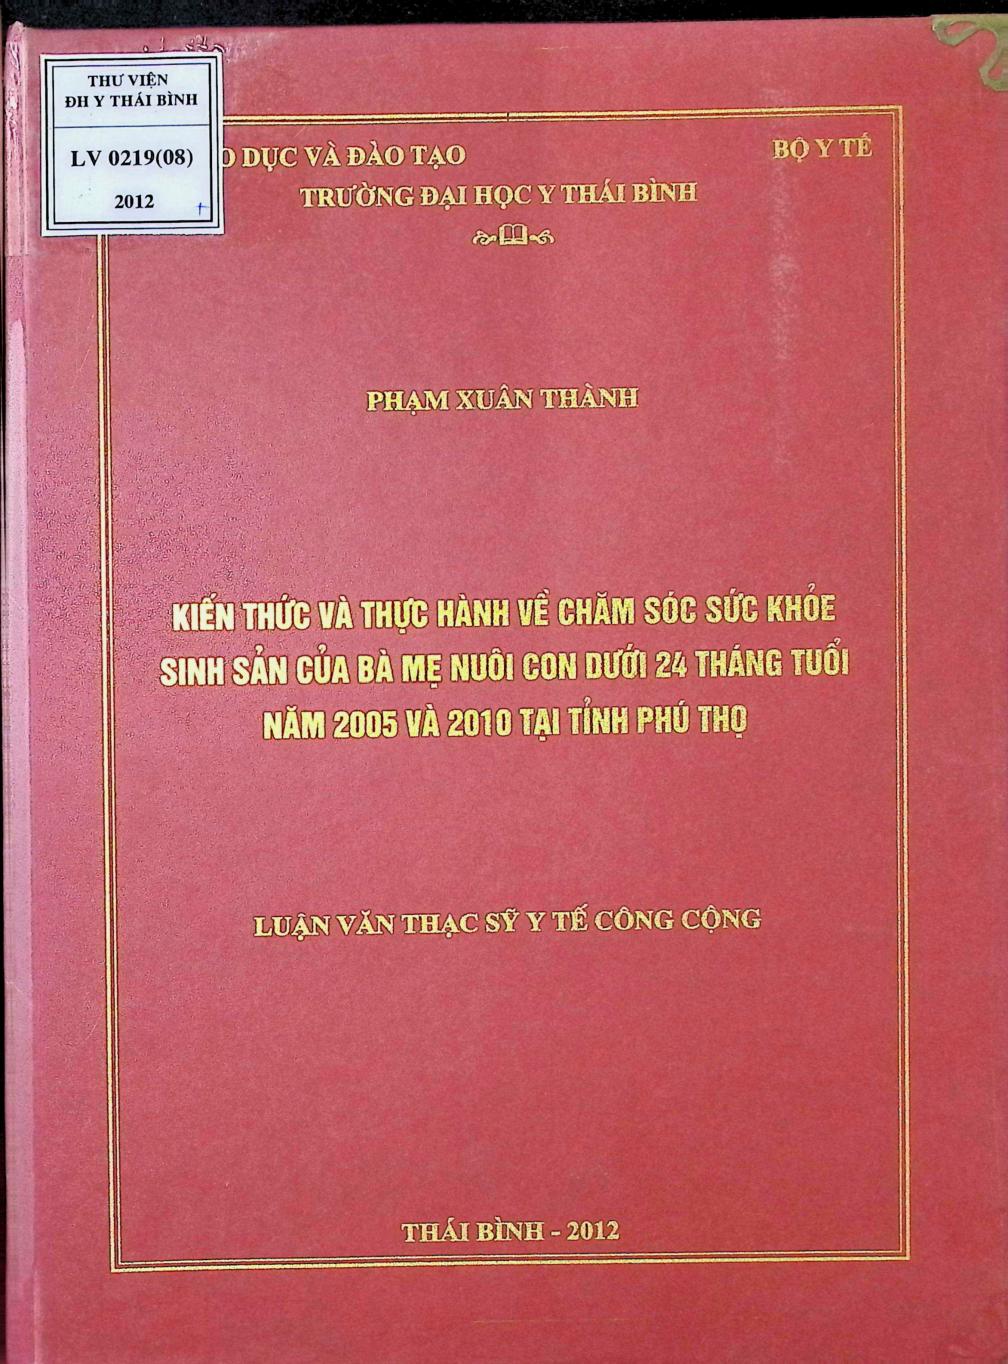 THƯ VIỆN
ĐH Y THÁI BÌNH
LV 0219(08)
2012
DỤC VÀ ĐÀO TẠO BỘ Y TẾ
TRƯỜNG ĐẠI HỌC Y THÁI BÌNH
PHẠM XUÂN THÀNH
KIẾN THỨC VÀ THỰC HÀNH VỀ CHĂM SÓC SỨC KHỎE
SINH SẢN CỦA BÀ MẸ NUÔI CON DƯỚI 24 THÁNG TUỔI
NĂM 2005 VÀ 2010 TẠI TỈNH PHÚ THỌ
LUẬN VĂN THẠC SỸ Y TẾ CÔNG CỘNG
THÁI BÌNH - 2012